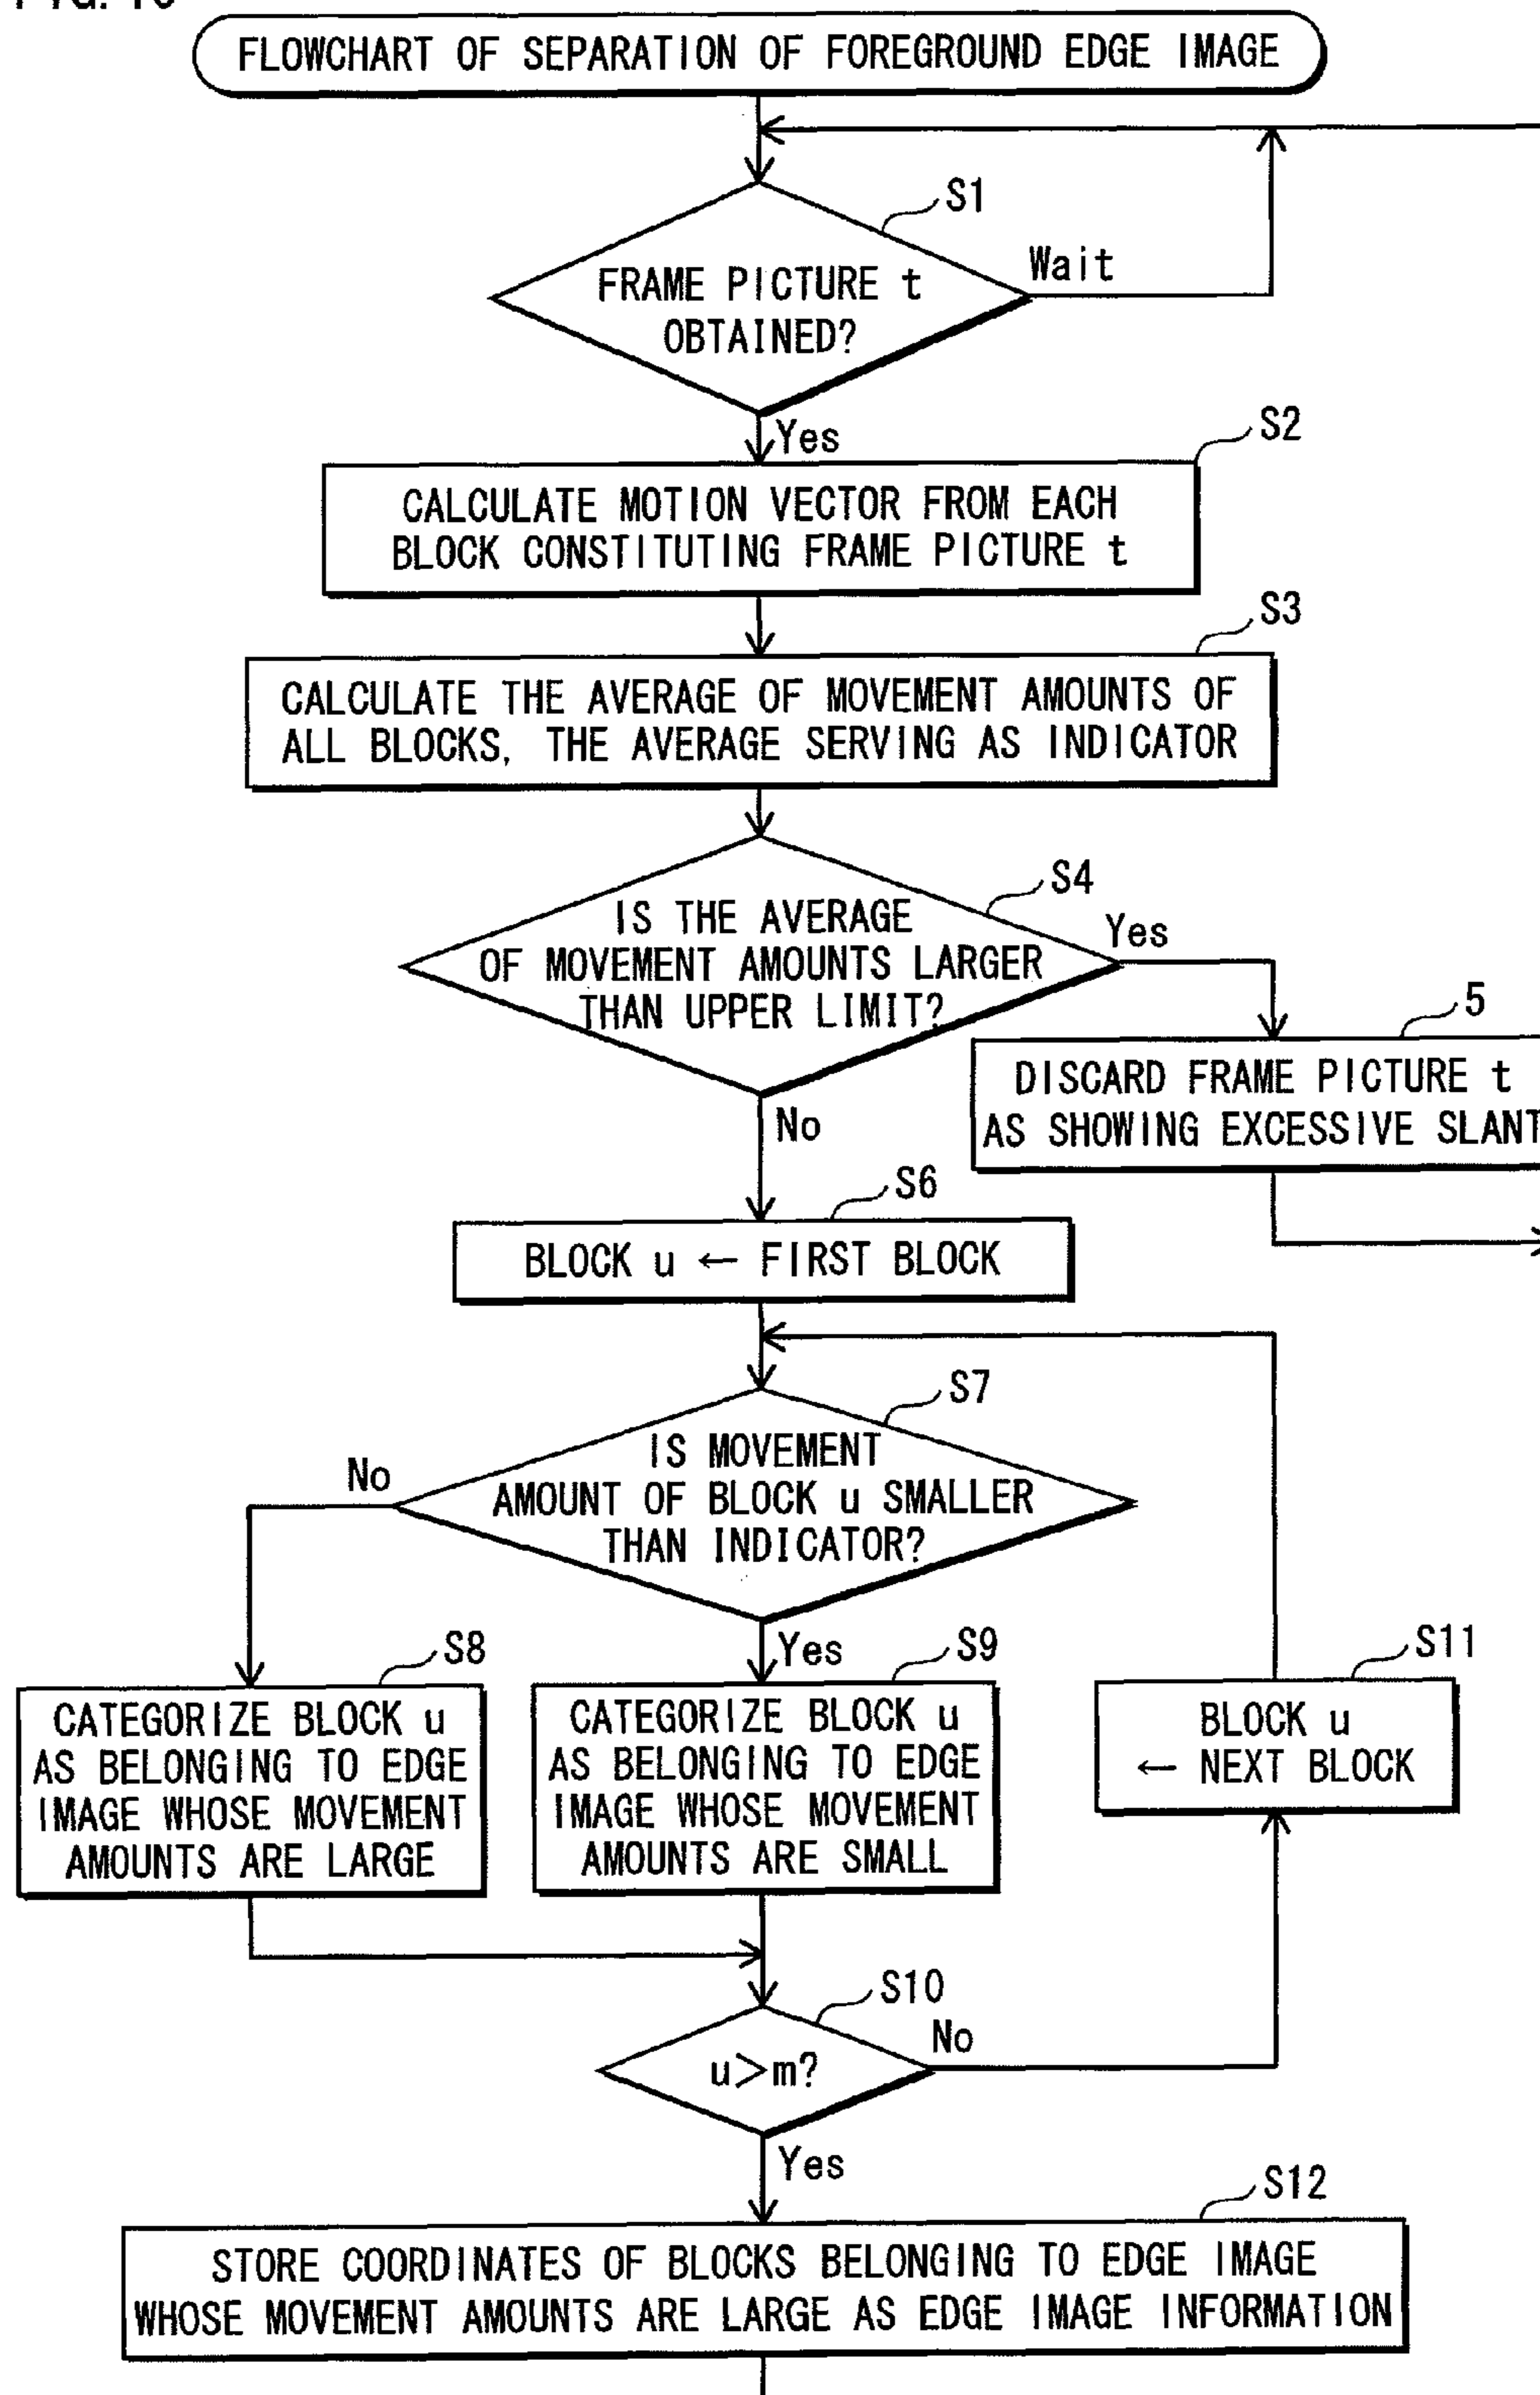 FLOWCHART OF SEPARATION OF FOREGROUND EDGE IMAGE
S1
FRAME PICTURE t
OBTAINED?
Wait
Yes
S2
CALCULATE MOTION VECTOR FROM EACH
BLOCK CONSTITUTING FRAME PICTURE t
S3
CALCULATE THE AVERAGE OF MOVEMENT AMOUNTS OF
ALL BLOCKS, THE AVERAGE SERVING AS INDICATOR
S4
IS THE AVERAGE
OF MOVEMENT AMOUNTS LARGER
THAN UPPER LIMIT?
Yes
5
DISCARD FRAME PICTURE t
AS SHOWING EXCESSIVE SLANT
No
S6
BLOCK u ← FIRST BLOCK
S7
IS MOVEMENT
AMOUNT OF BLOCK u SMALLER
THAN INDICATOR?
No
Yes
S8
CATEGORIZE BLOCK u
AS BELONGING TO EDGE
IMAGE WHOSE MOVEMENT
AMOUNTS ARE LARGE
S9
CATEGORIZE BLOCK u
AS BELONGING TO EDGE
IMAGE WHOSE MOVEMENT
AMOUNTS ARE SMALL
S11
BLOCK u
← NEXT BLOCK
S10
u>m?
No
Yes
S12
STORE COORDINATES OF BLOCKS BELONGING TO EDGE IMAGE
WHOSE MOVEMENT AMOUNTS ARE LARGE AS EDGE IMAGE INFORMATION